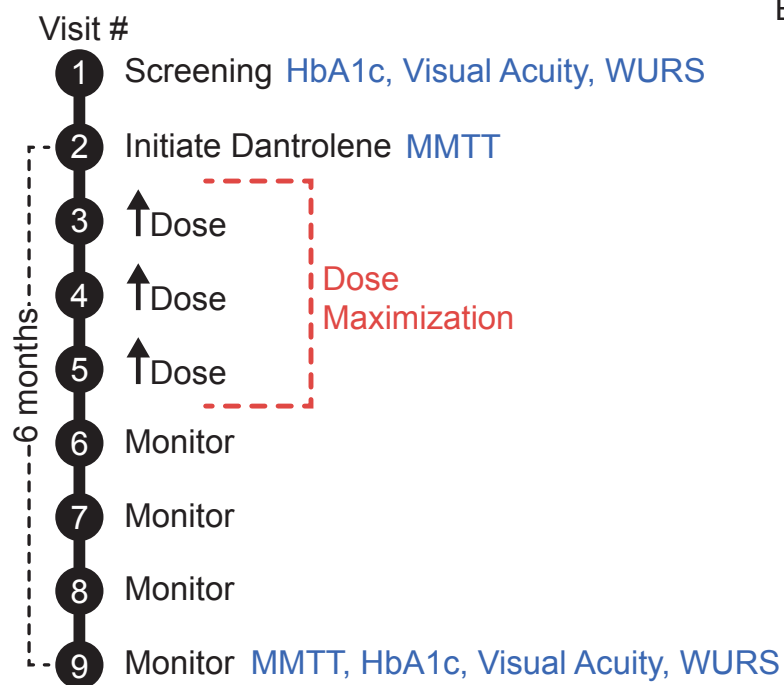 Visit #
1 Screening HbA1c, Visual Acuity, WURS
2 Initiate Dantrolene MMTT
3 ↑Dose
4 ↑Dose
5 ↑Dose
Dose
Maximization
6 Monitor
7 Monitor
8 Monitor
9 Monitor MMTT, HbA1c, Visual Acuity, WURS
6 months